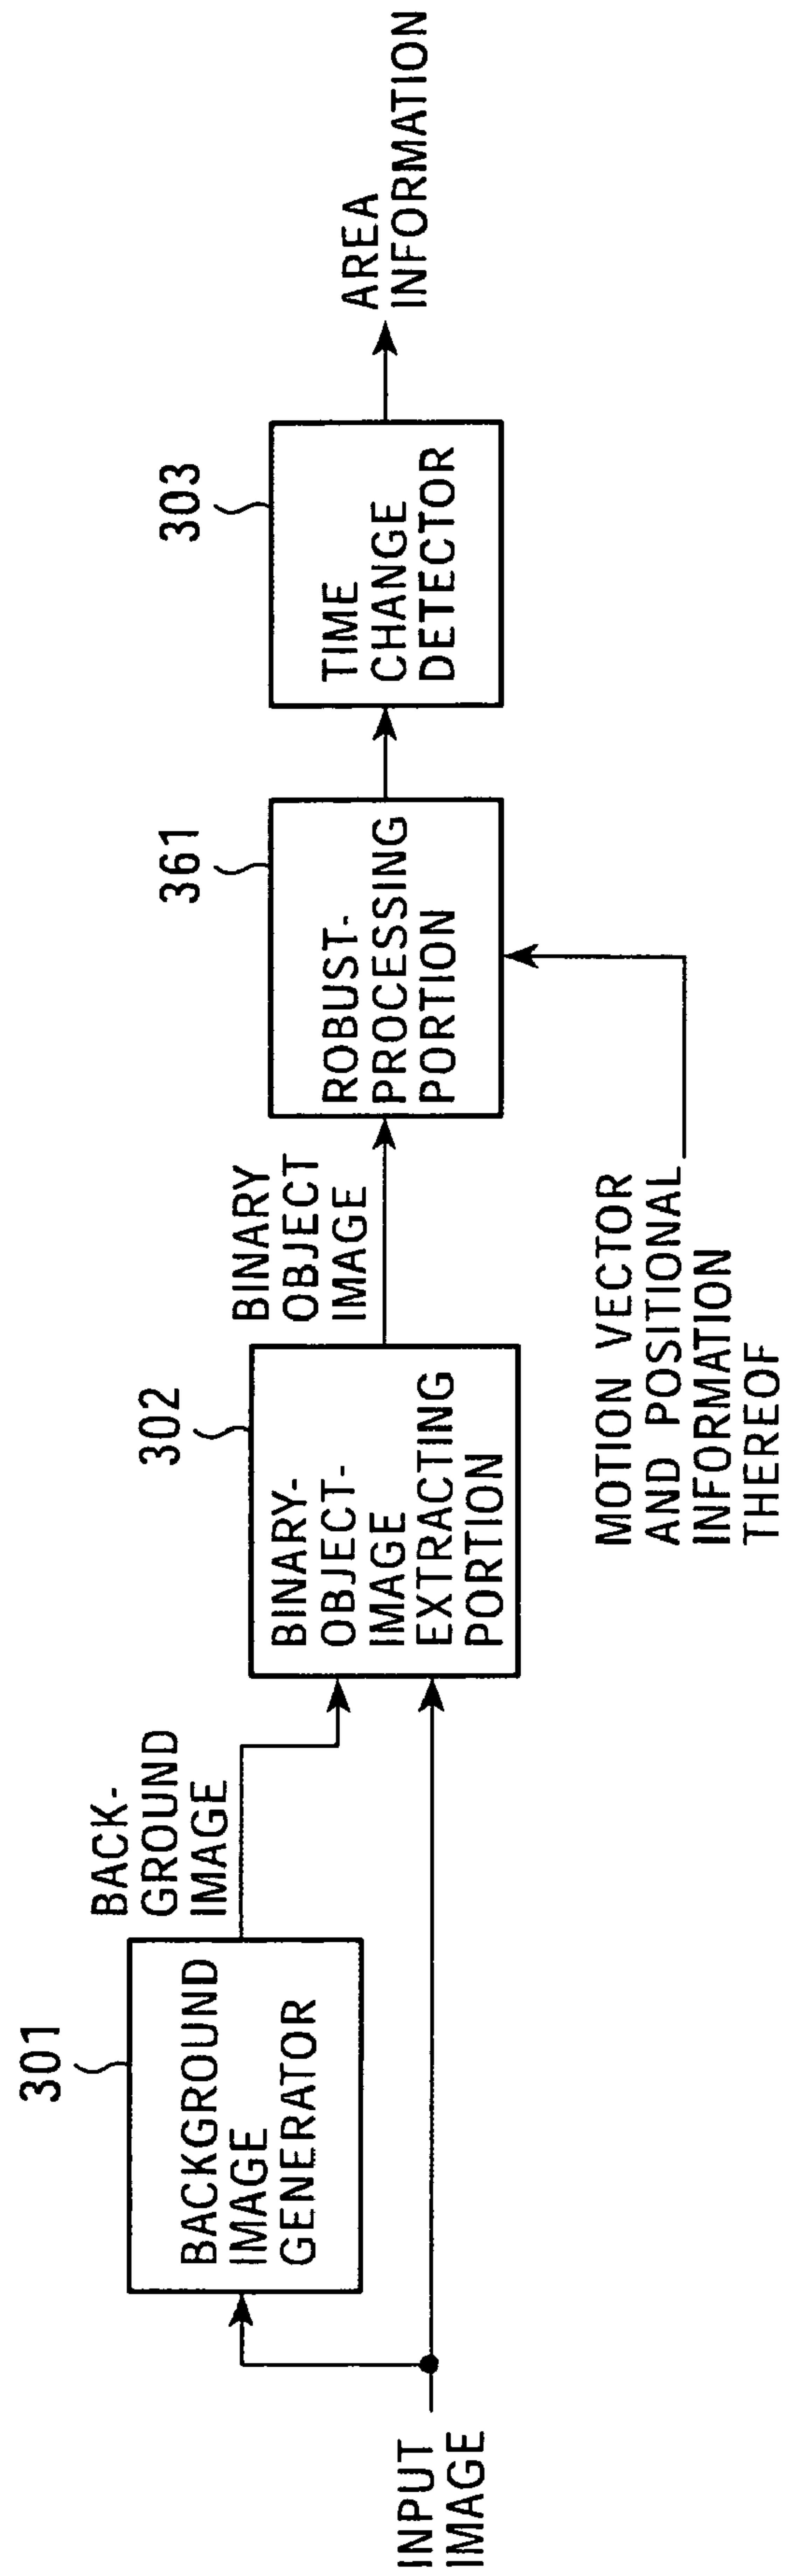 INPUT
IMAGE
301
BACKGROUND
IMAGE
GENERATOR
BACK-
GROUND
IMAGE
302
BINARY-
OBJECT-
IMAGE
EXTRACTING
PORTION
BINARY
OBJECT
IMAGE
MOTION VECTOR
AND POSITIONAL
INFORMATION
THEREOF
361
ROBUST-
PROCESSING
PORTION
303
TIME
CHANGE
DETECTOR
AREA
INFORMATION